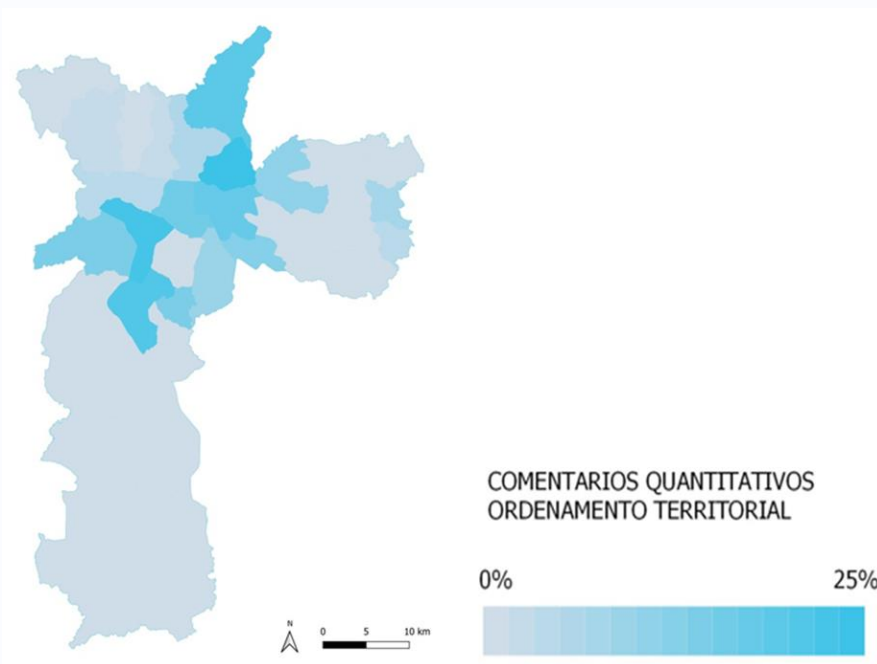 COMENTARIOS QUANTITATIVOS
ORDENAMENTO TERRITORIAL
0% 25%
N
0 5 10 km